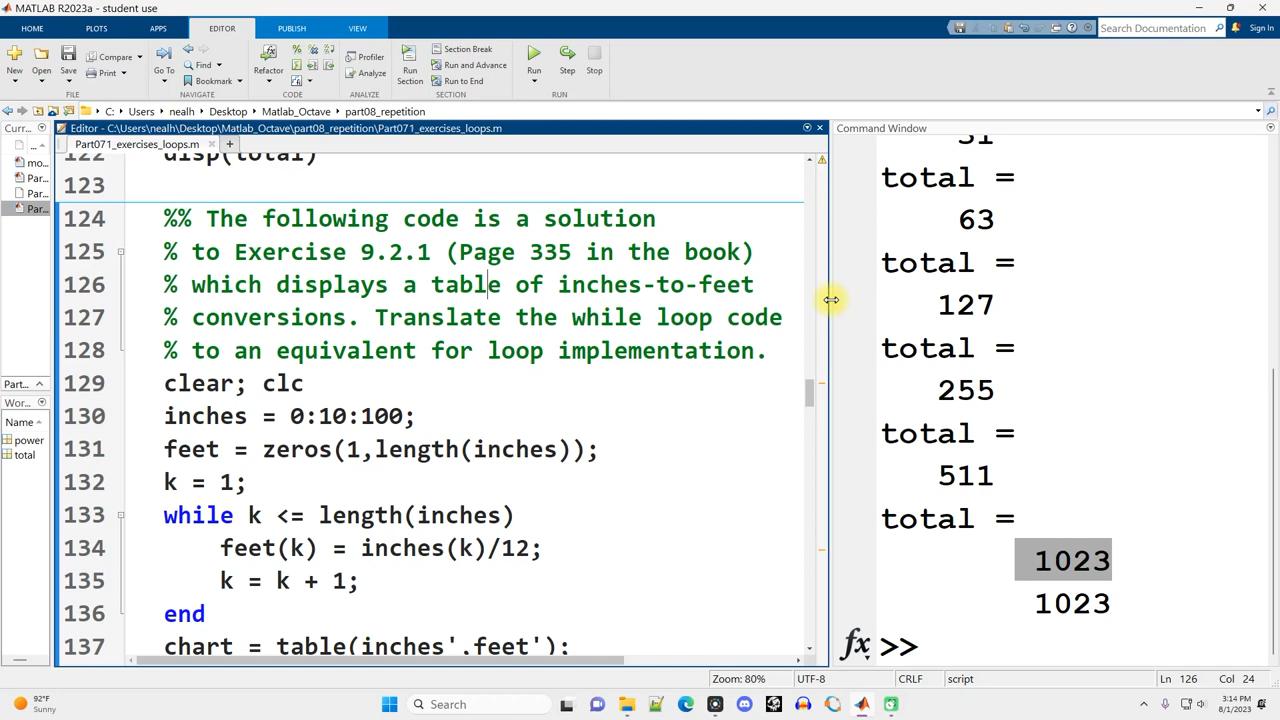 MATLAB R2023a - student use
HOME PLOTS APPS EDITOR PUBLISH VIEW Search Documentation Sign In
New Open Save Compare Print Go To Find Bookmark Refactor Profiler Analyze Run Section Section Break Run and Advance Run to End Run Step Stop
FILE NAVIGATE CODE ANALYZE SECTION RUN
C: Users nealh Desktop Matlab_Octave part08_repetition
Curr... Editor - C:\Users\nealh\Desktop\Matlab_Octave\part08_repetition\Part071_exercises_loops.m Command Window
Part071_exercises_loops.m
mo...
Par...
Par...
Par...
Part...
Wor...
Name
power
total
122 disp(total)
123
124 %% The following code is a solution
125 % to Exercise 9.2.1 (Page 335 in the book)
126 % which displays a table of inches-to-feet
127 % conversions. Translate the while loop code
128 % to an equivalent for loop implementation.
129 clear; clc
130 inches = 0:10:100;
131 feet = zeros(1,length(inches));
132 k = 1;
133 while k <= length(inches)
134 feet(k) = inches(k)/12;
135 k = k + 1;
136 end
137 chart = table(inches',feet');
31
total =
63
total =
127
total =
255
total =
511
total =
1023
1023
fx >>
Zoom: 80% UTF-8 CRLF script Ln 126 Col 24
92°F
Sunny
Search
3:14 PM
8/1/2023